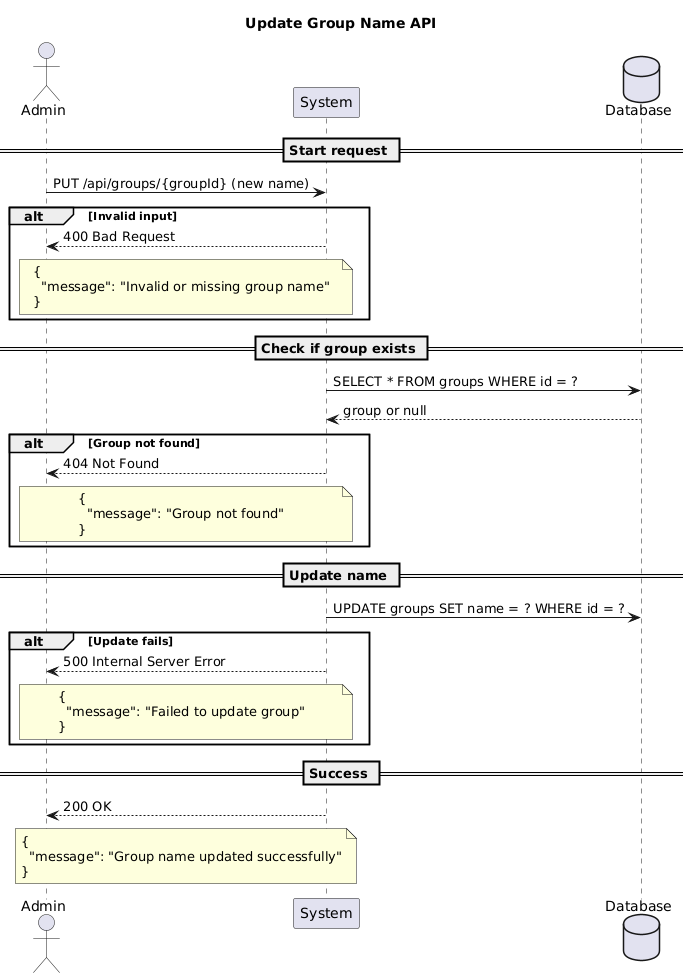 Update Group Name API
Admin
System
Database
Start request
PUT /api/groups/{groupId} (new name)
alt [Invalid input]
400 Bad Request
{
"message": "Invalid or missing group name"
}
Check if group exists
SELECT * FROM groups WHERE id = ?
group or null
alt [Group not found]
404 Not Found
{
"message": "Group not found"
}
Update name
UPDATE groups SET name = ? WHERE id = ?
alt [Update fails]
500 Internal Server Error
{
"message": "Failed to update group"
}
Success
200 OK
{
"message": "Group name updated successfully"
}
Admin
System
Database